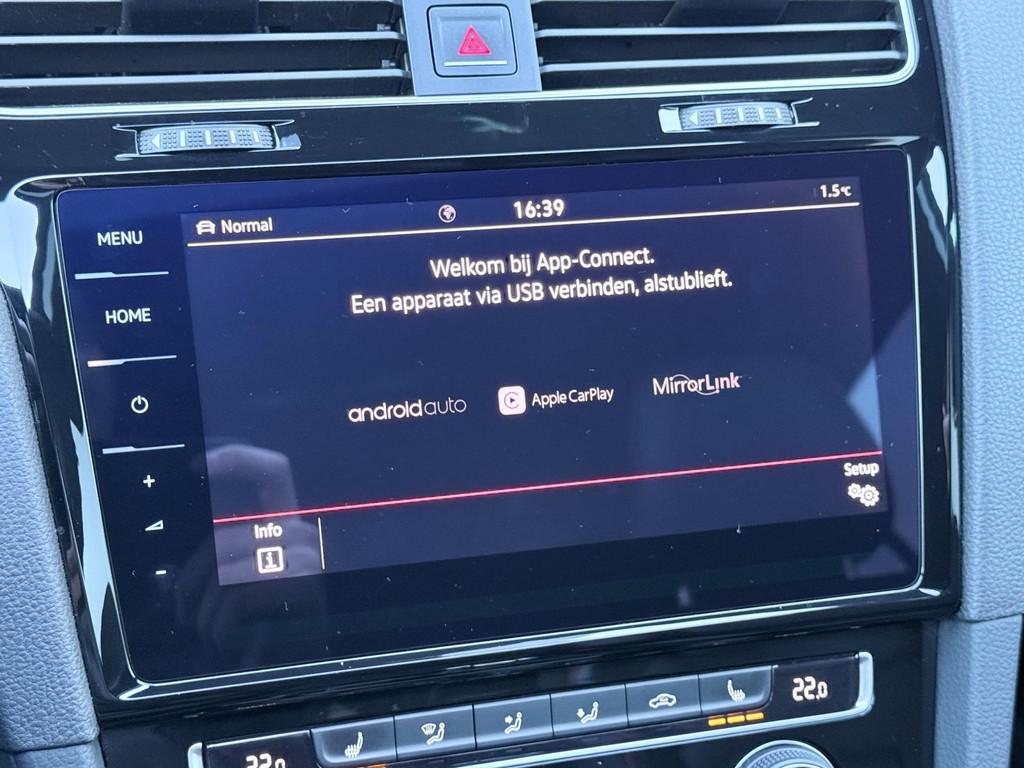 MENU
HOME
Normal
16:39
1.5°C
Welkom bij App-Connect.
Een apparaat via USB verbinden, alstublieft.
androidauto
Apple CarPlay
MirrorLink
Setup
Info
22.0
22.0